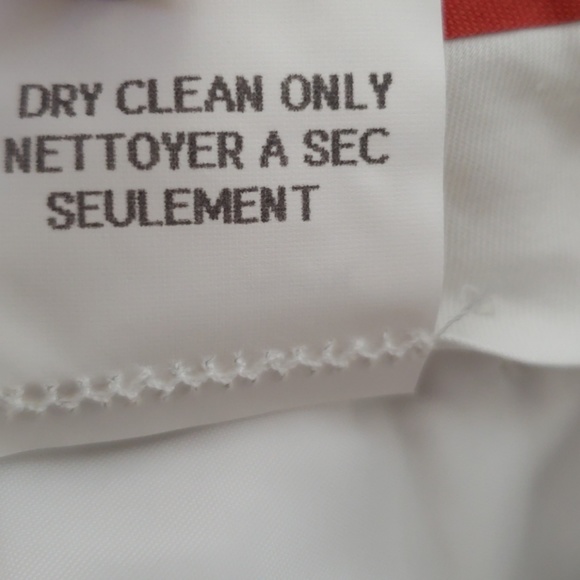 DRY CLEAN ONLY
NETTOYER A SEC
SEULEMENT